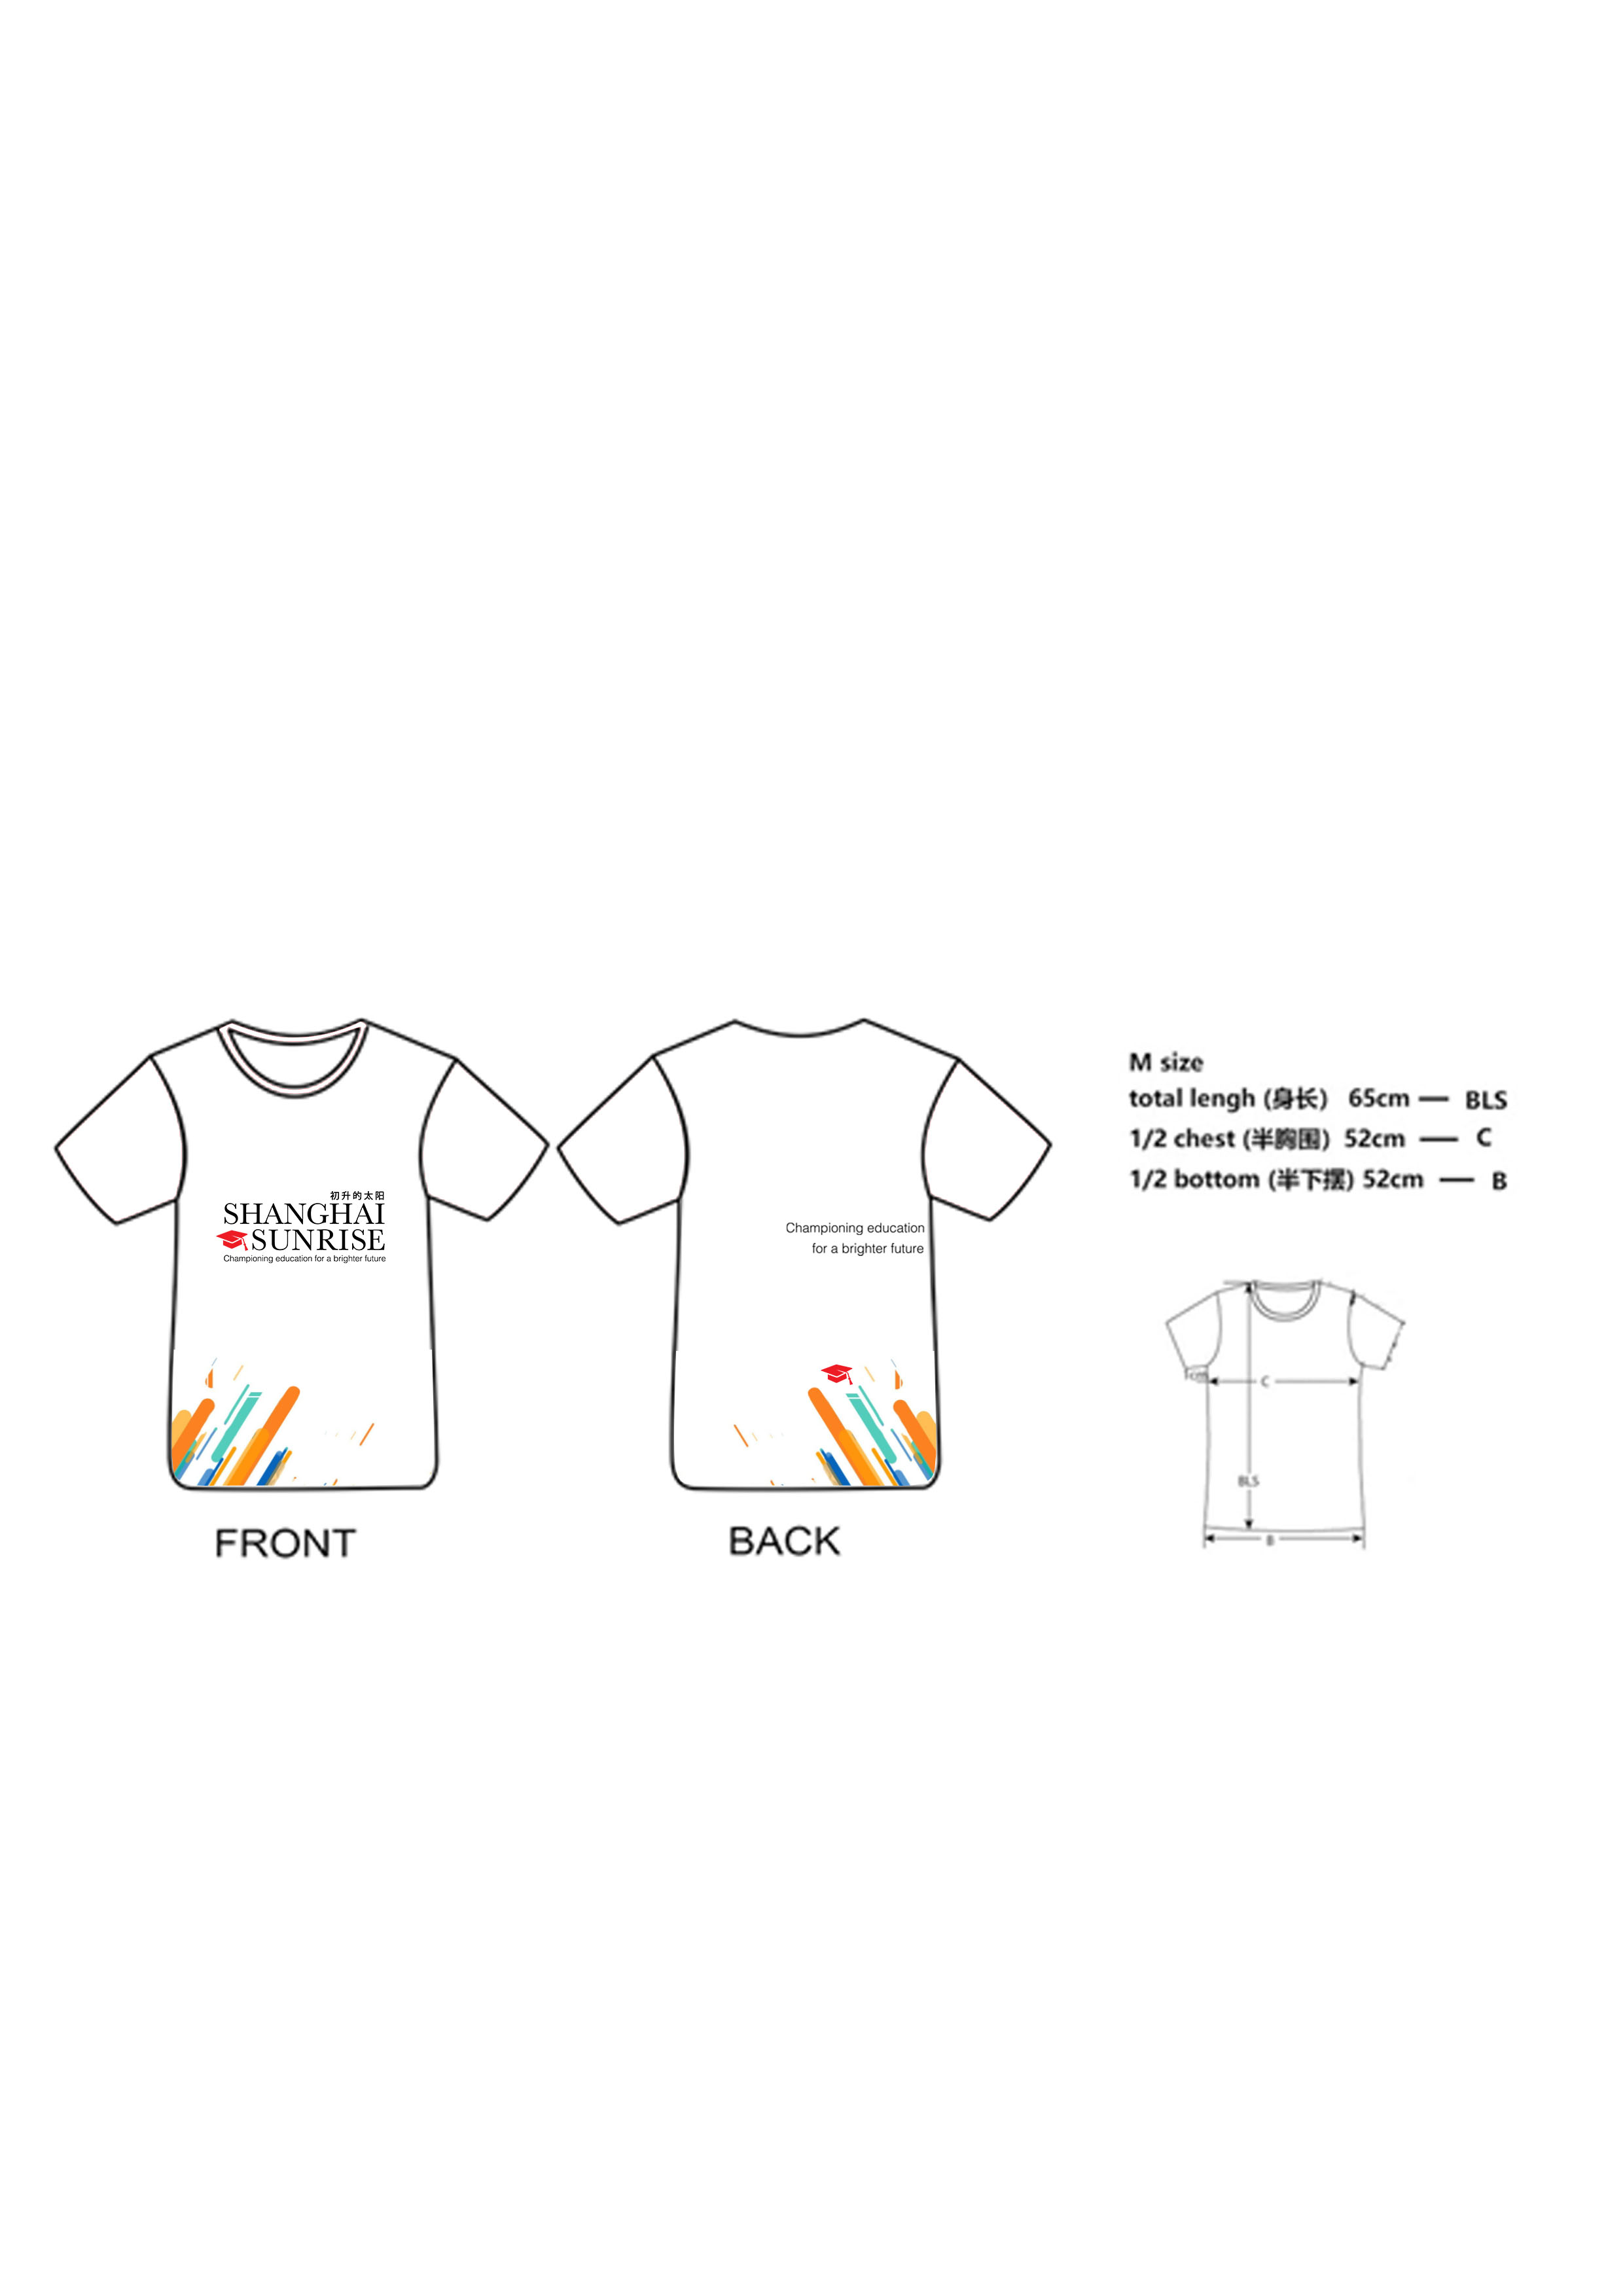 初升的太阳
SHANGHAI
SUNRISE
Championing education for a brighter future
FRONT
Championing education
for a brighter future
BACK
M size
total lengh (身长) 65cm — BLS
1/2 chest (半胸围) 52cm — C
1/2 bottom (半下摆) 52cm — B
1cm
C
BLS
B